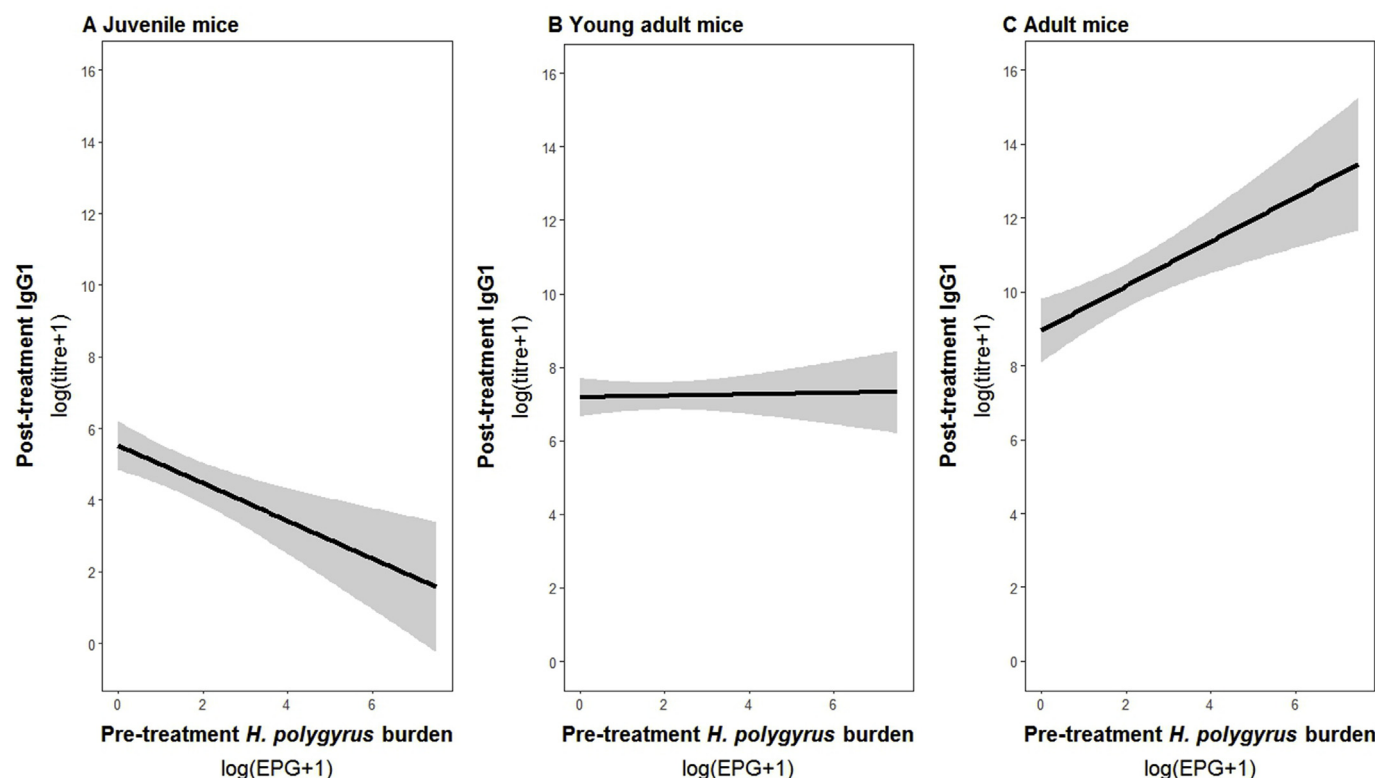 A Juvenile mice
16
14
12
10
8
6
4
2
0
Post-treatment IgG1
log(titre+1)
0 2 4 6
Pre-treatment H. polygyrus burden
log(EPG+1)
B Young adult mice
16
14
12
10
8
6
4
2
0
Post-treatment IgG1
log(titre+1)
0 2 4 6
Pre-treatment H. polygyrus burden
log(EPG+1)
C Adult mice
16
14
12
10
8
6
4
2
0
Post-treatment IgG1
log(titre+1)
0 2 4 6
Pre-treatment H. polygyrus burden
log(EPG+1)